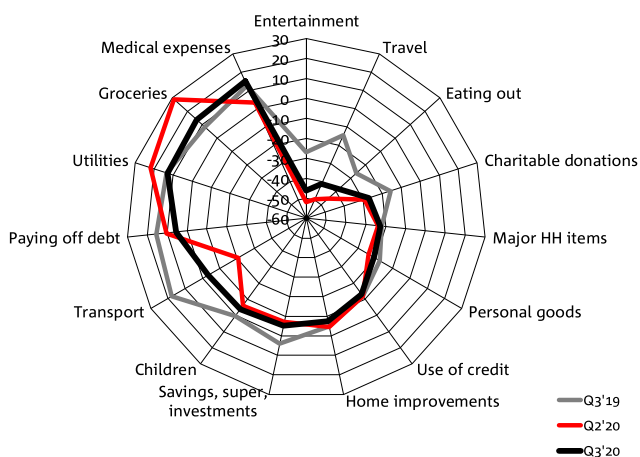 Entertainment
30
20
10
0
-10
-20
-30
-40
-50
-60
Medical expenses
Travel
Groceries
Eating out
Utilities
Charitable donations
Paying off debt
Major HH items
Transport
Personal goods
Children
Use of credit
Savings, super,
investments
Home improvements
Q3'19
Q2'20
Q3'20